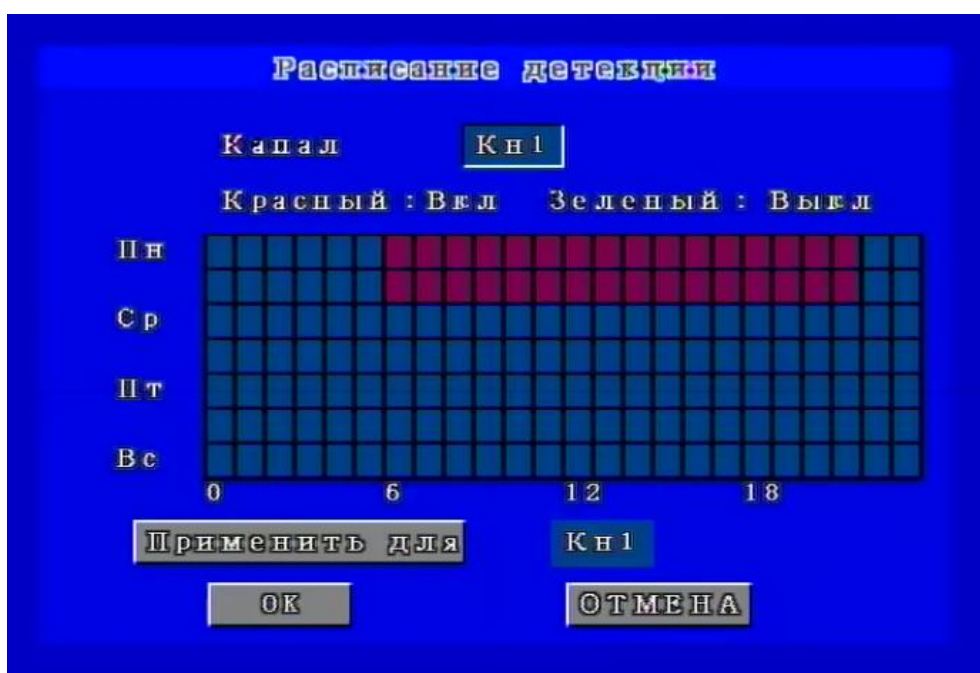 Расписание детекции
Канал Кн1
Красный:Вкл Зеленый: Выкл
Пн
Ср
Пт
Вс
0 6 12 18
Применить для Кн1
OK ОТМЕНА